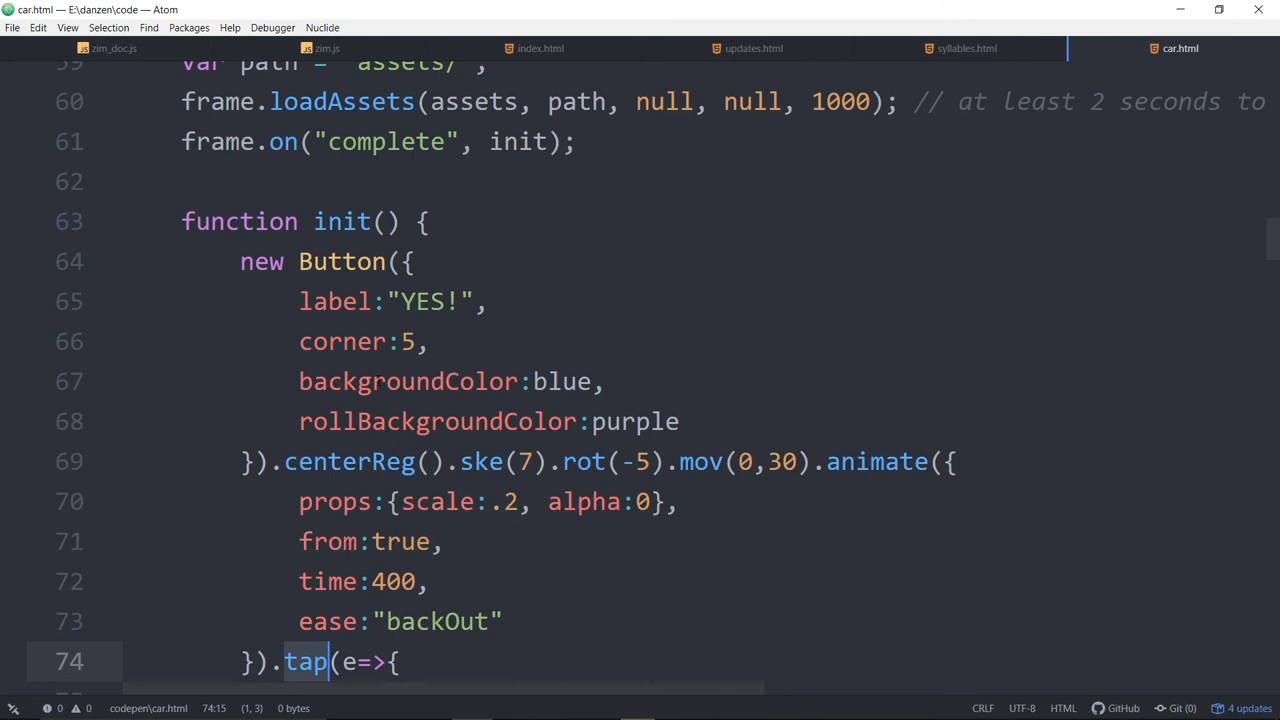 car.html — E:\danzen\code — Atom
File Edit View Selection Find Packages Help Debugger Nuclide
zim_doc.js zim.js index.html updates.html syllables.html car.html
59 var path = "assets/";
60 frame.loadAssets(assets, path, null, null, 1000); // at least 2 seconds to
61 frame.on("complete", init);
62
63 function init() {
64 new Button({
65 label:"YES!",
66 corner:5,
67 backgroundColor:blue,
68 rollBackgroundColor:purple
69 }).centerReg().ske(7).rot(-5).mov(0,30).animate({
70 props:{scale:.2, alpha:0},
71 from:true,
72 time:400,
73 ease:"backOut"
74 }).tap(e=>{
0 0 codepen\car.html 74:15 (1, 3) 0 bytes CRLF UTF-8 HTML GitHub Git (0) 4 updates